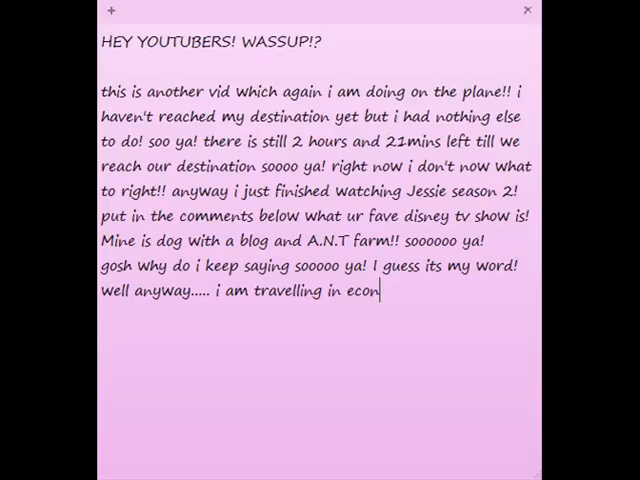 HEY YOUTUBERS! WASSUP!?
this is another vid which again i am doing on the plane!! i
haven't reached my destination yet but i had nothing else
to do! soo ya! there is still 2 hours and 21mins left till we
reach our destination soooo ya! right now i don't now what
to right!! anyway i just finished watching Jessie season 2!
put in the comments below what ur fave disney tv show is!
Mine is dog with a blog and A.N.T farm!! soooooo ya!
gosh why do i keep saying sooooo ya! I guess its my word!
well anyway..... i am travelling in econ